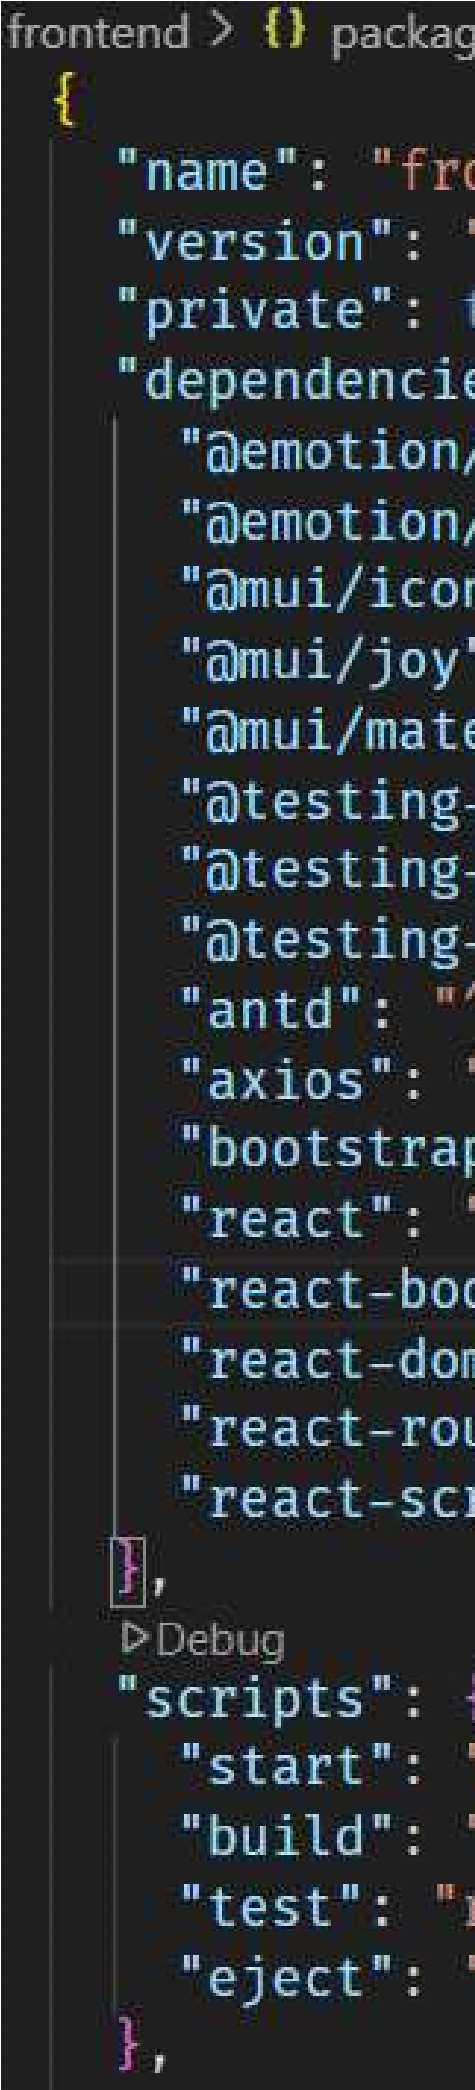 frontend > {} packag
{
"name": "fro
"version": "
"private": t
"dependencie
"@emotion/
"@emotion/
"@mui/icon
"@mui/joy"
"@mui/mate
"@testing-
"@testing-
"@testing-
"antd": "^
"axios": "
"bootstrap
"react": "
"react-boo
"react-dom
"react-rou
"react-scr
},
Debug
"scripts": {
"start": "
"build": "
"test": "r
"eject": "
},